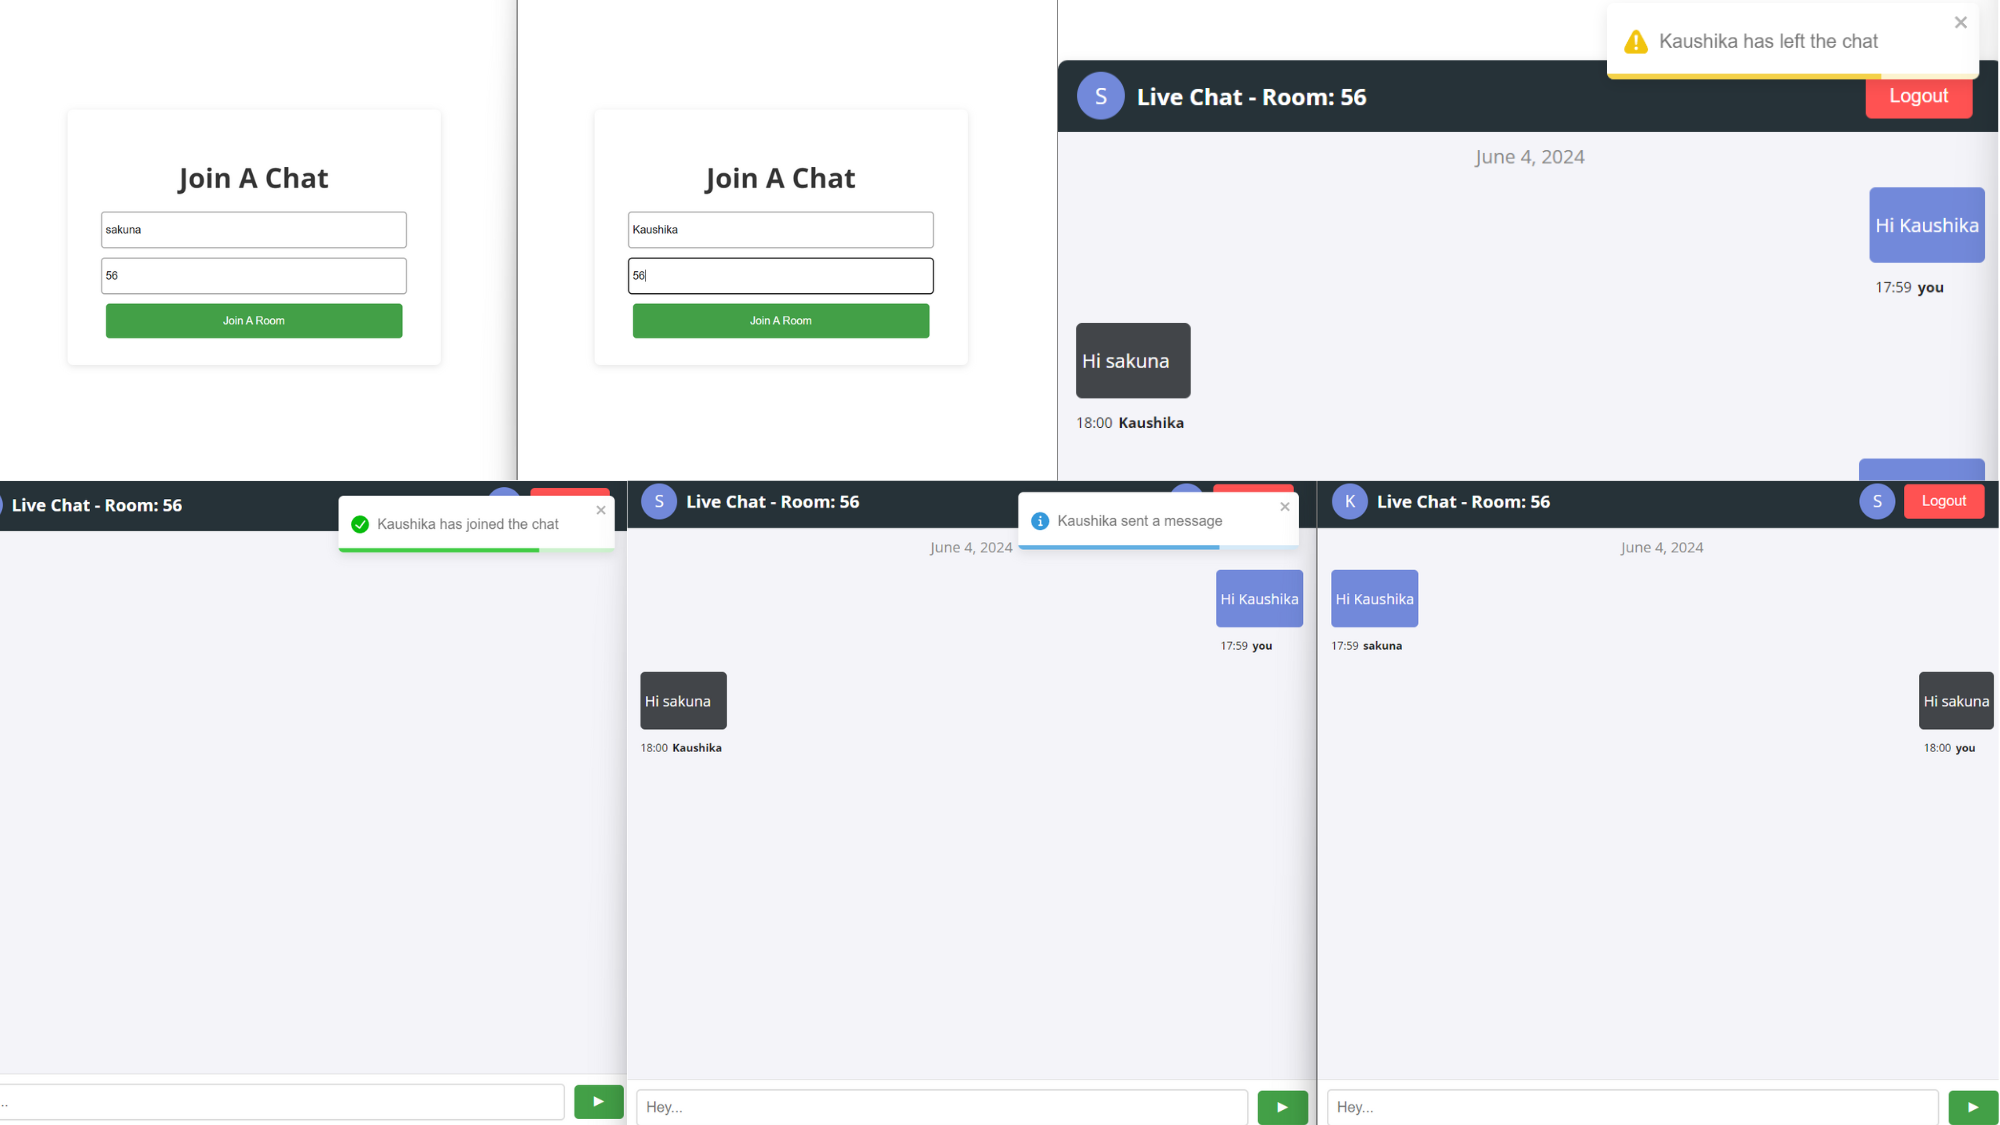 Join A Chat
sakuna
56
Join A Room
Join A Chat
Kaushika
56
Join A Room
Kaushika has left the chat
S
Live Chat - Room: 56
Logout
June 4, 2024
Hi Kaushika
17:59 you
Hi sakuna
18:00 Kaushika
Live Chat - Room: 56
Kaushika has joined the chat
...
S
Live Chat - Room: 56
Kaushika sent a message
June 4, 2024
Hi Kaushika
17:59 you
Hi sakuna
18:00 Kaushika
Hey...
K
Live Chat - Room: 56
S
Logout
June 4, 2024
Hi Kaushika
17:59 sakuna
Hi sakuna
18:00 you
Hey...